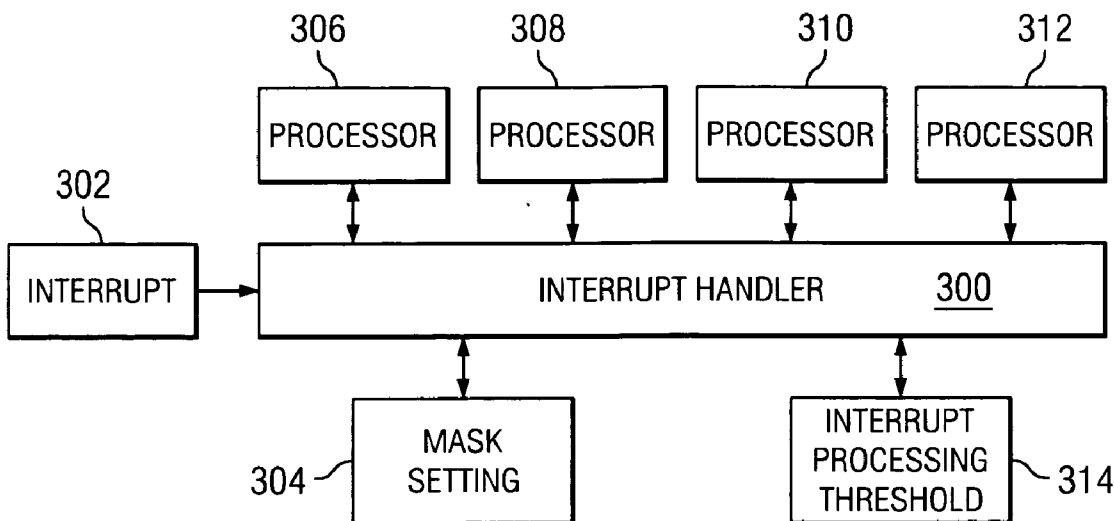 306 308 310 312
PROCESSOR PROCESSOR PROCESSOR PROCESSOR
302
INTERRUPT
INTERRUPT HANDLER 300
304
MASK
SETTING
INTERRUPT
PROCESSING
THRESHOLD
314